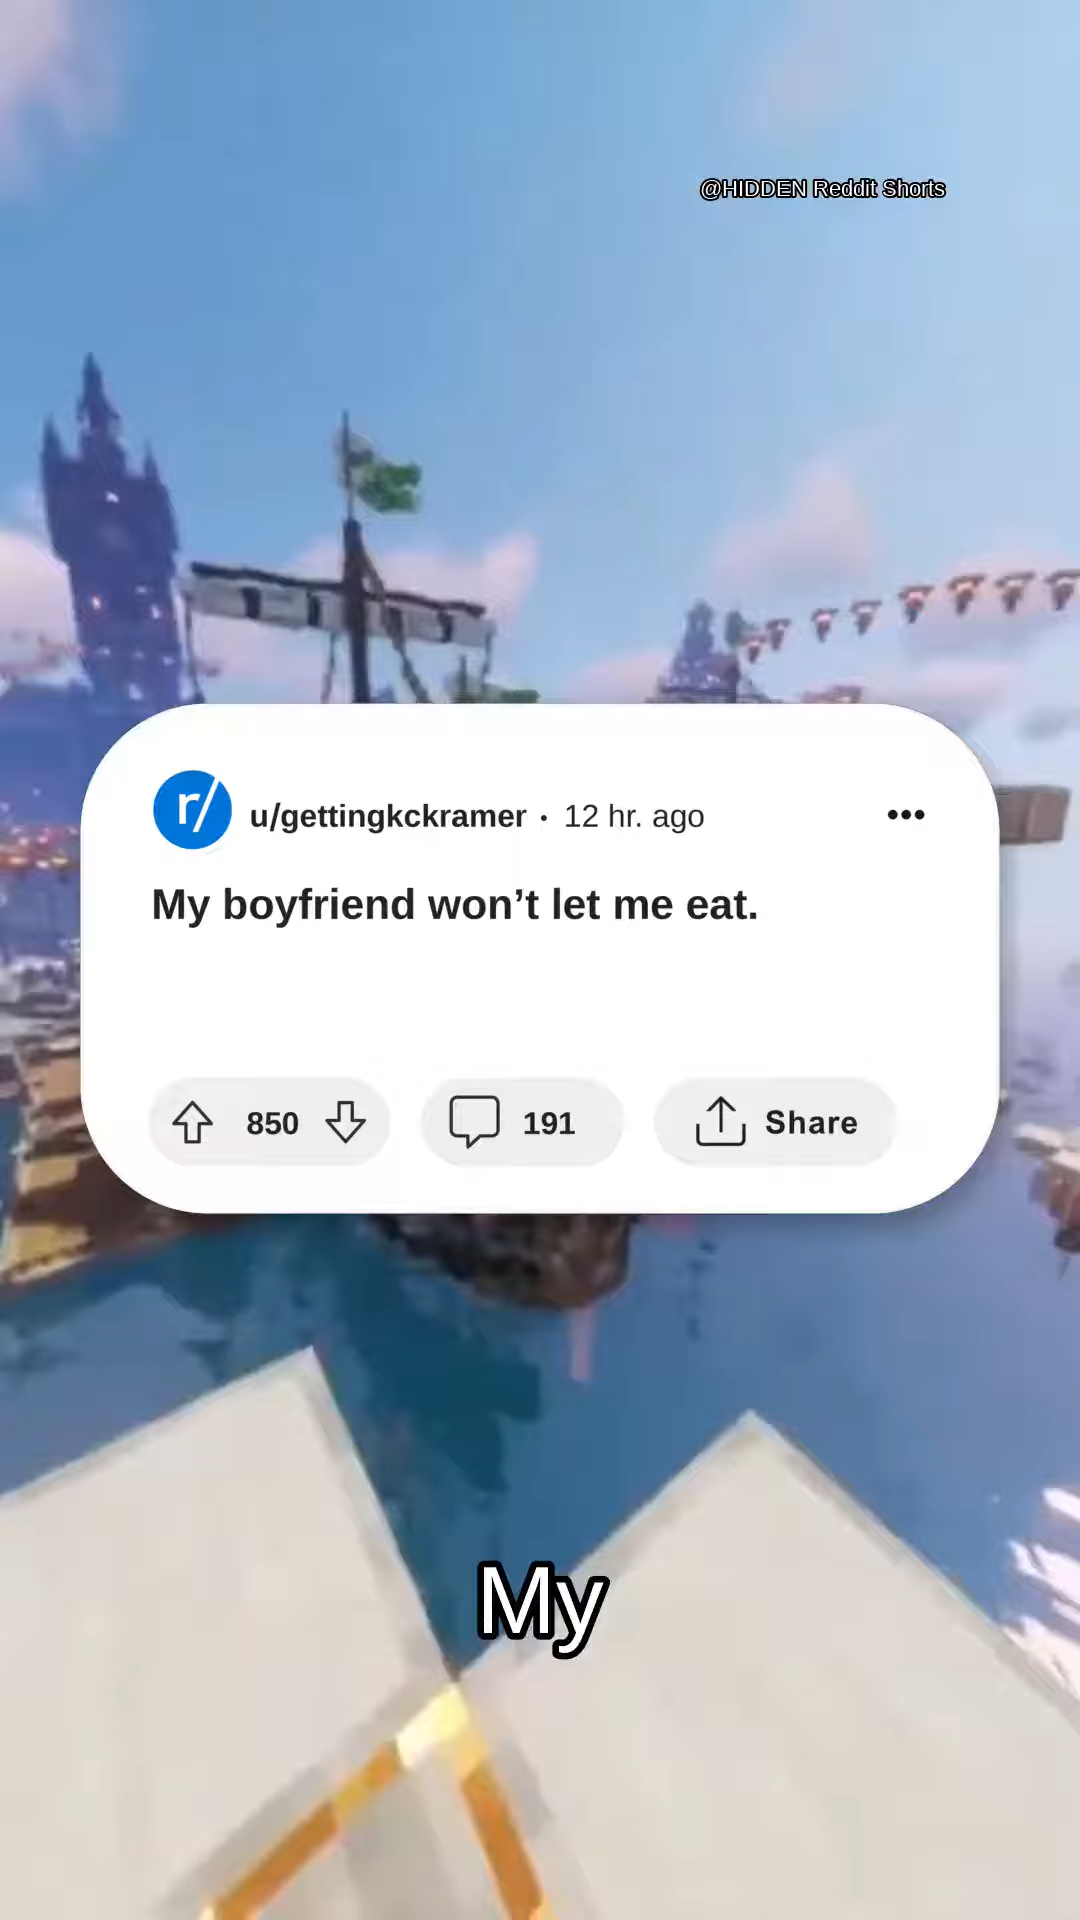 @HIDDEN Reddit Shorts
r/
u/gettingkckramer • 12 hr. ago
My boyfriend won’t let me eat.
850
191
Share
My